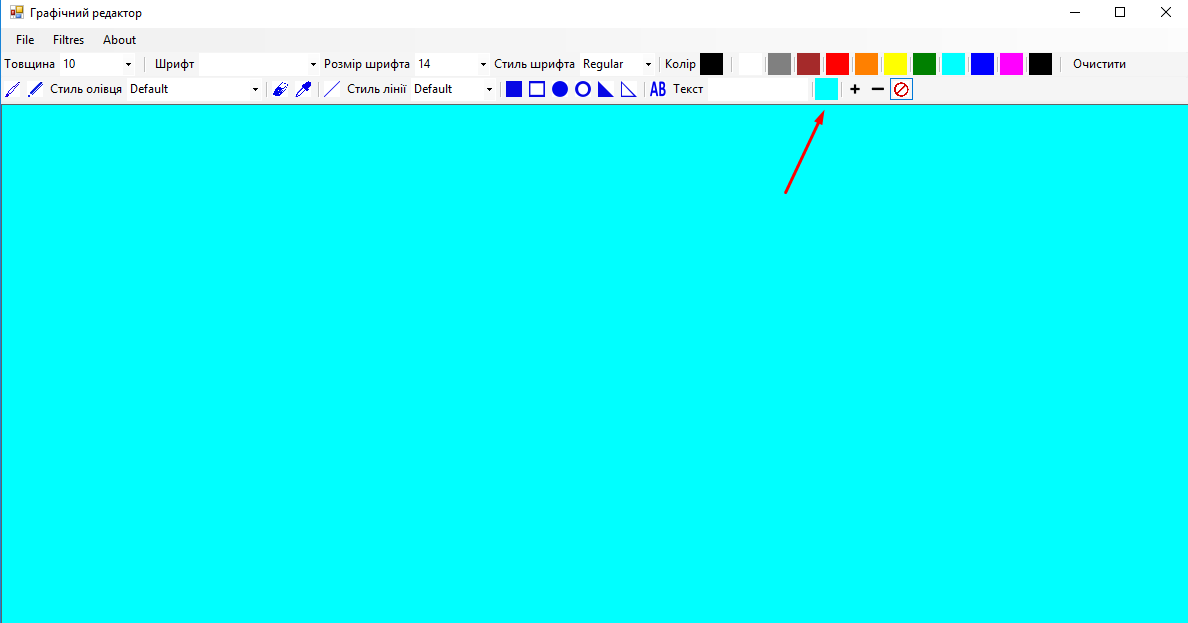 Графічний редактор
File Filtres About
Товщина 10 Шрифт Розмір шрифта 14 Стиль шрифта Regular Колір Очистити
Стиль олівця Default Стиль лінії Default AB Текст